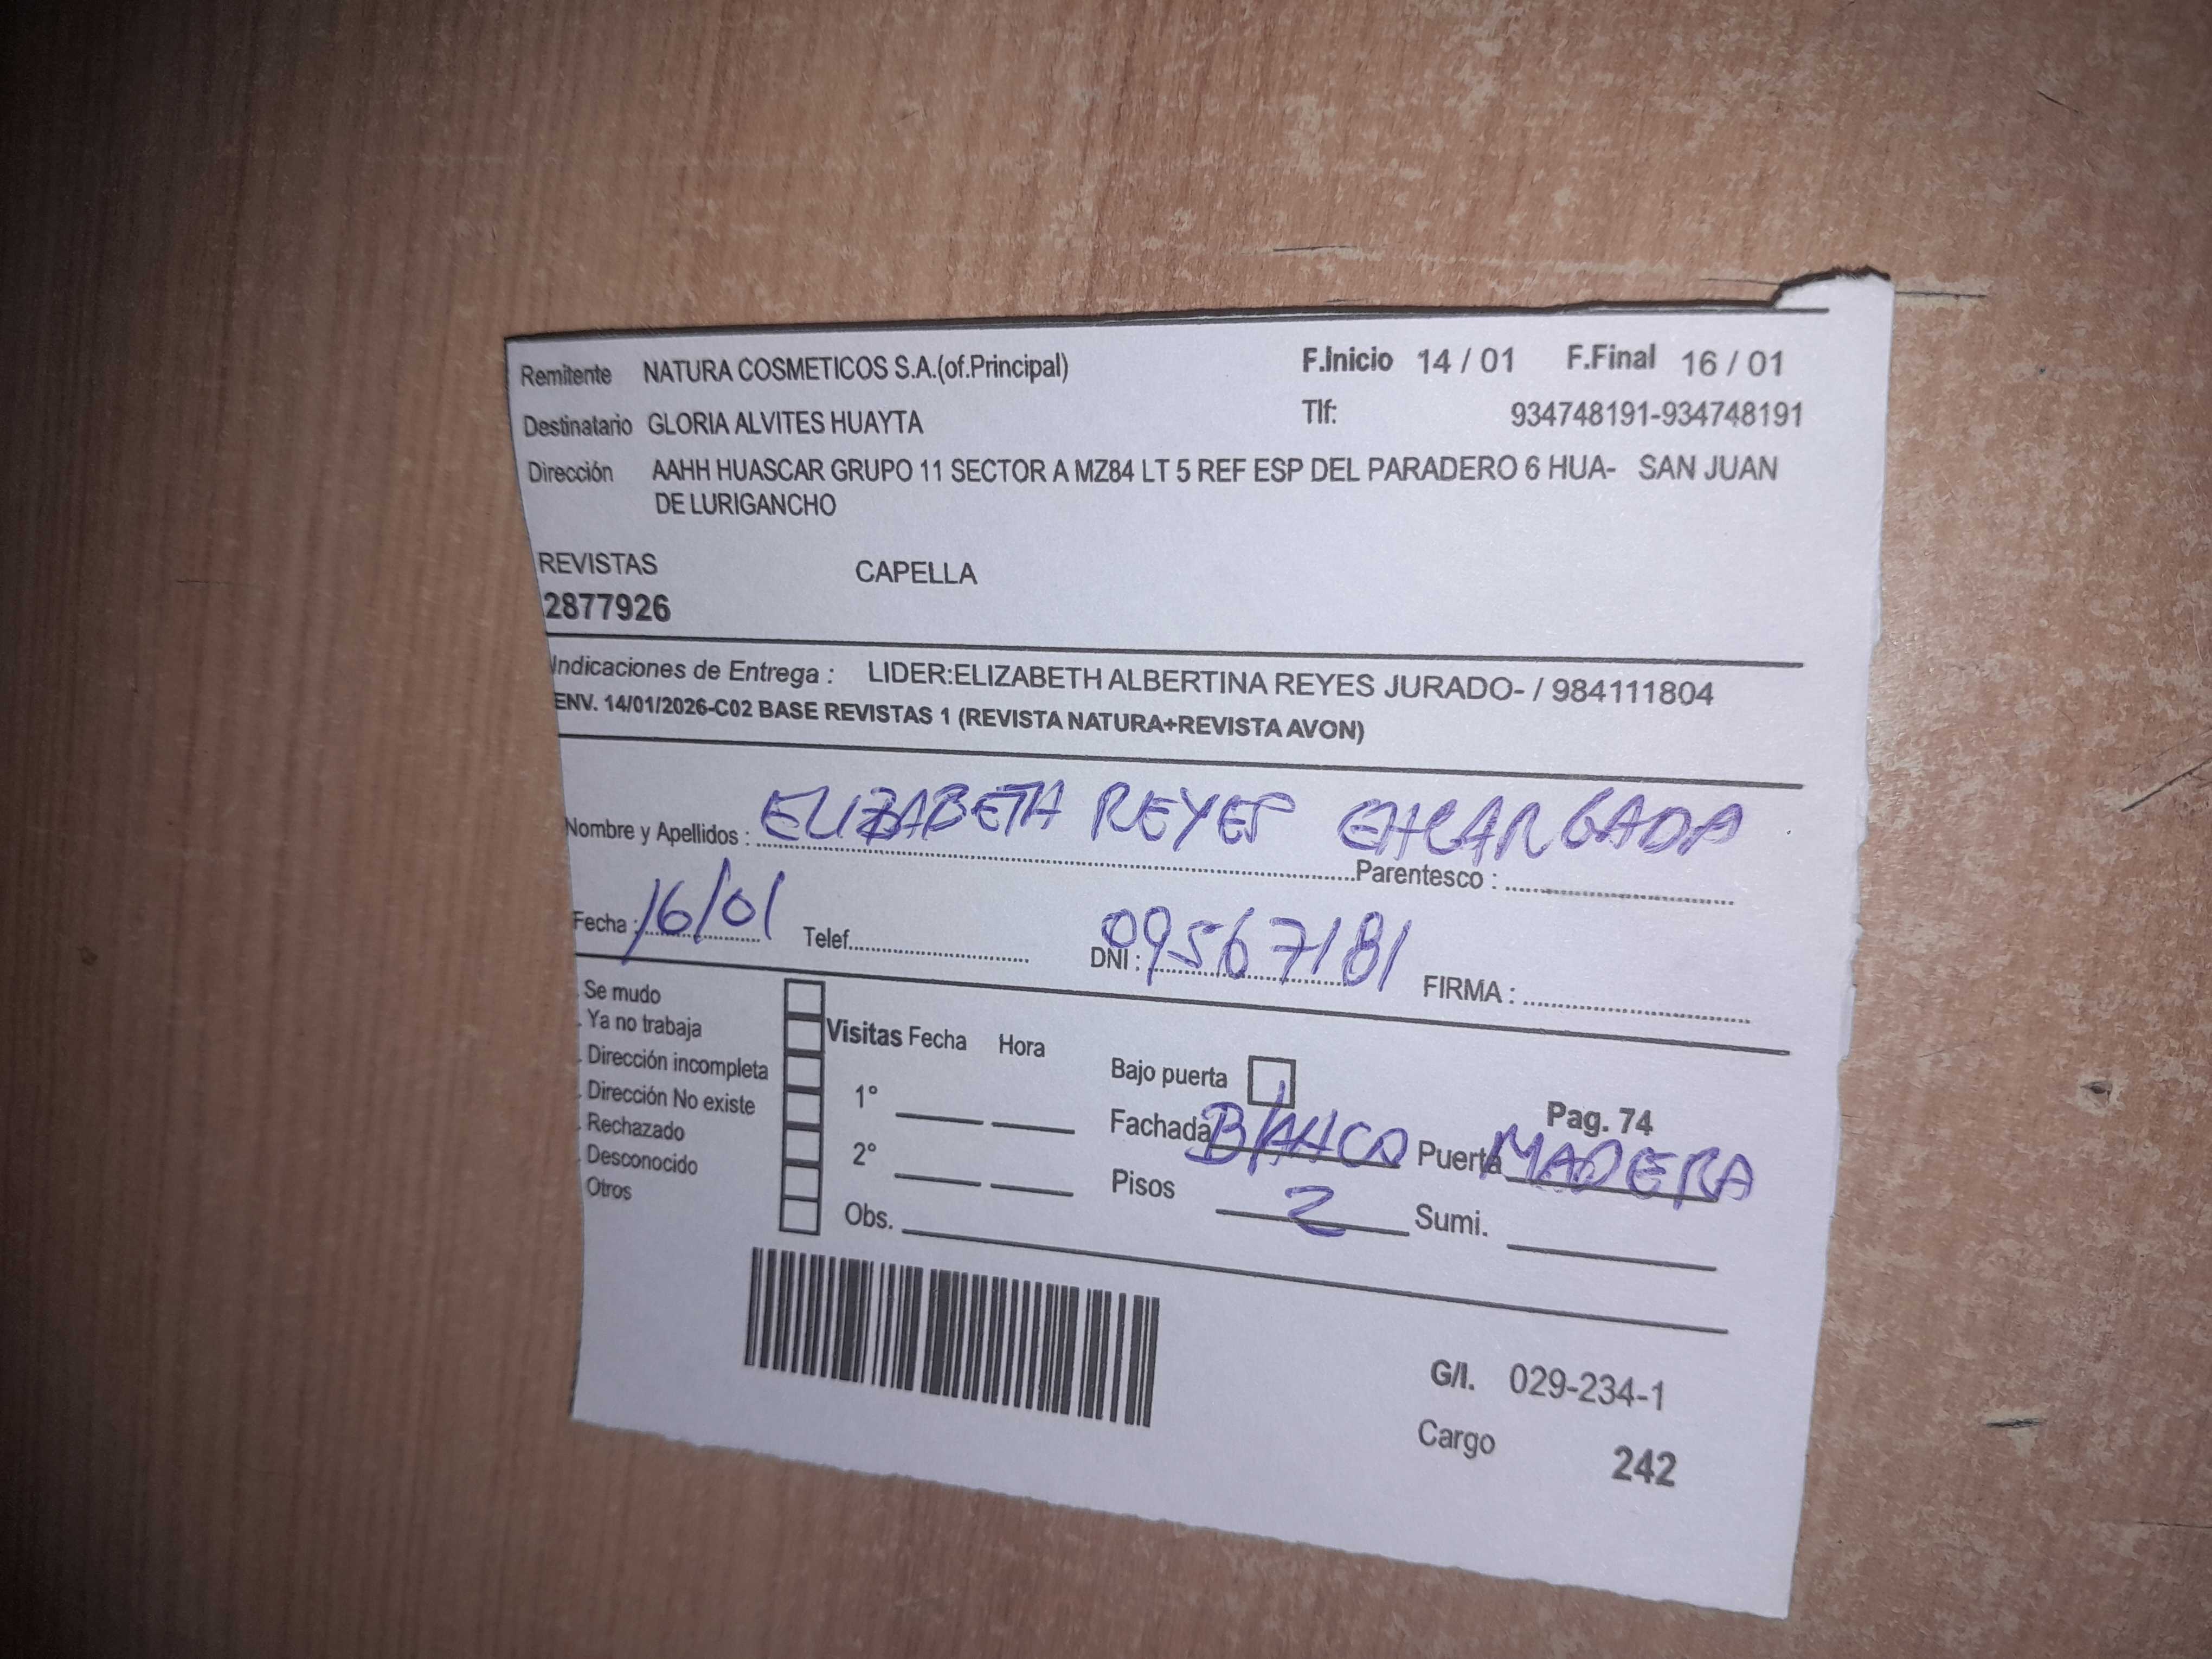 Remitente NATURA COSMETICOS S.A.(of.Principal) F.Inicio 14 / 01 F.Final 16 / 01
Destinatario GLORIA ALVITES HUAYTA Tlf: 934748191-934748191
Dirección AAHH HUASCAR GRUPO 11 SECTOR A MZ84 LT 5 REF ESP DEL PARADERO 6 HUA- SAN JUAN
DE LURIGANCHO
REVISTAS CAPELLA
2877926
Indicaciones de Entrega : LIDER:ELIZABETH ALBERTINA REYES JURADO- / 984111804
ENV. 14/01/2026-C02 BASE REVISTAS 1 (REVISTA NATURA+REVISTA AVON)
Nombre y Apellidos : ELIZABETH REYES ENCARGADA
Parentesco :
Fecha : 16/01 Telef. DNI : 09567181 FIRMA :
Se mudo
Ya no trabaja
Dirección incompleta
Dirección No existe
Rechazado
Desconocido
Otros
Visitas Fecha Hora
1°
2°
Obs.
Bajo puerta Pag. 74
Fachada BlANCO Puerta MADERA
Pisos 2 Sumi.
G/I. 029-234-1
Cargo 242